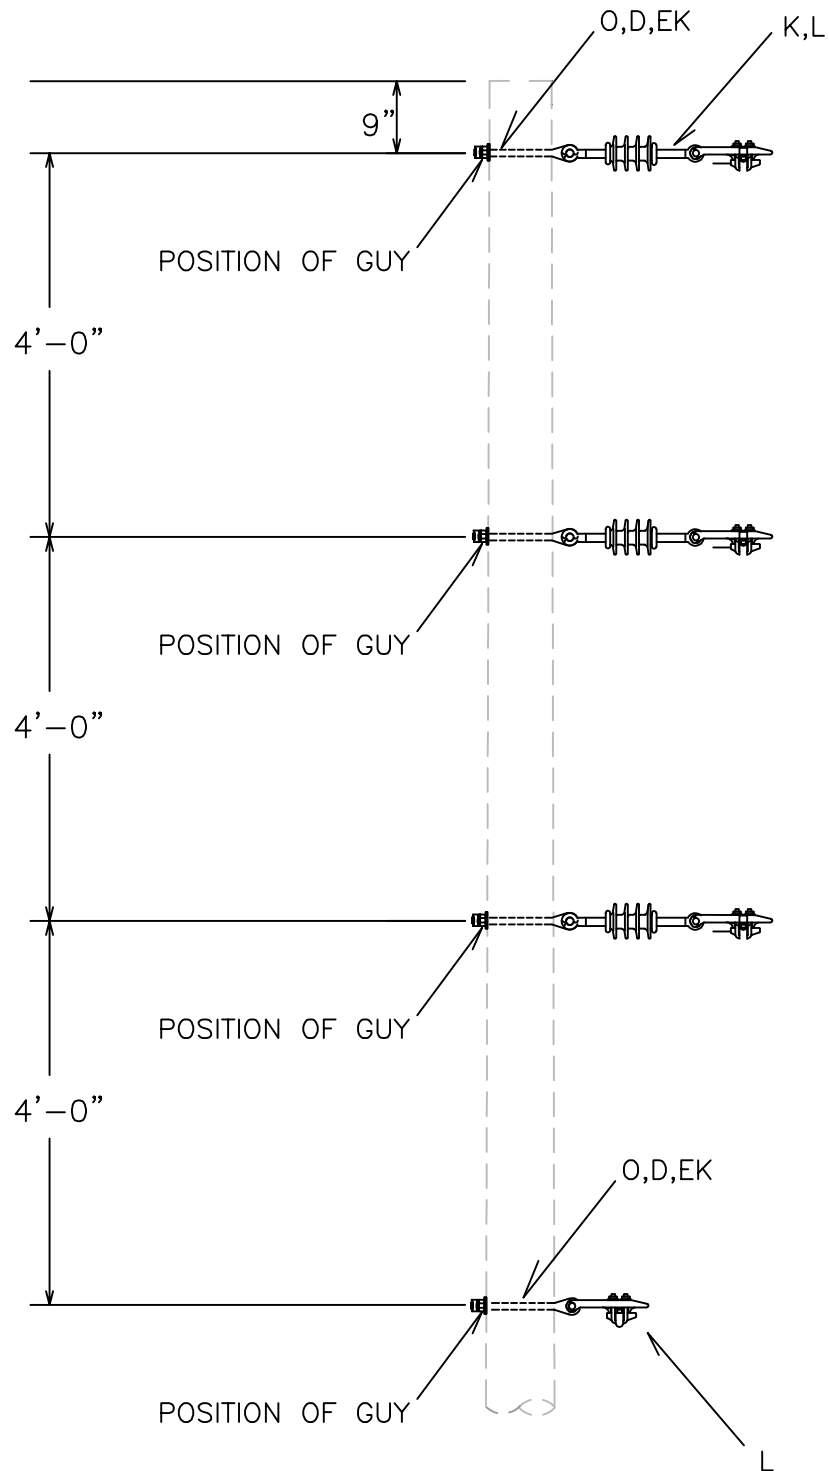 O,D,EK
K,L
9”
POSITION OF GUY
4’–0”
POSITION OF GUY
4’–0”
POSITION OF GUY
4’–0”
O,D,EK
POSITION OF GUY
L